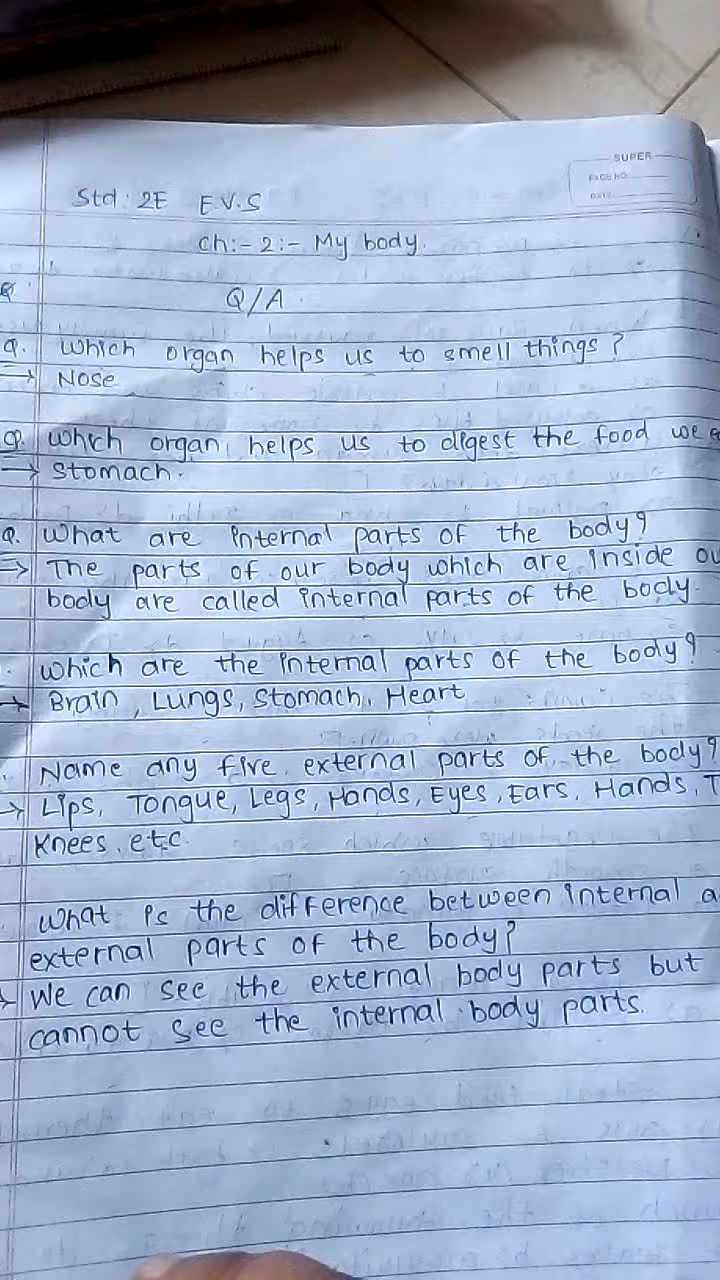 SUPER
PAGE NO.
DATE:
Std : 2E E.V.S
Ch:- 2:- My body.
Q/A.
Q. Which organ helps us to smell things?
→ Nose
Q. Which organ helps us to digest the food we
→ Stomach.
Q. What are internal parts of the body?
⇒ The parts of our body which are inside
body are called internal parts of the body.
Which are the internal parts of the body?
→ Brain, Lungs, Stomach, Heart
Name any five external parts of the body?
→ Lips, Tongue, Legs, Hands, Eyes, Ears, Hands,
Knees, etc.
What is the difference between internal
external parts of the body?
→ We can see the external body parts but
cannot see the internal body parts.